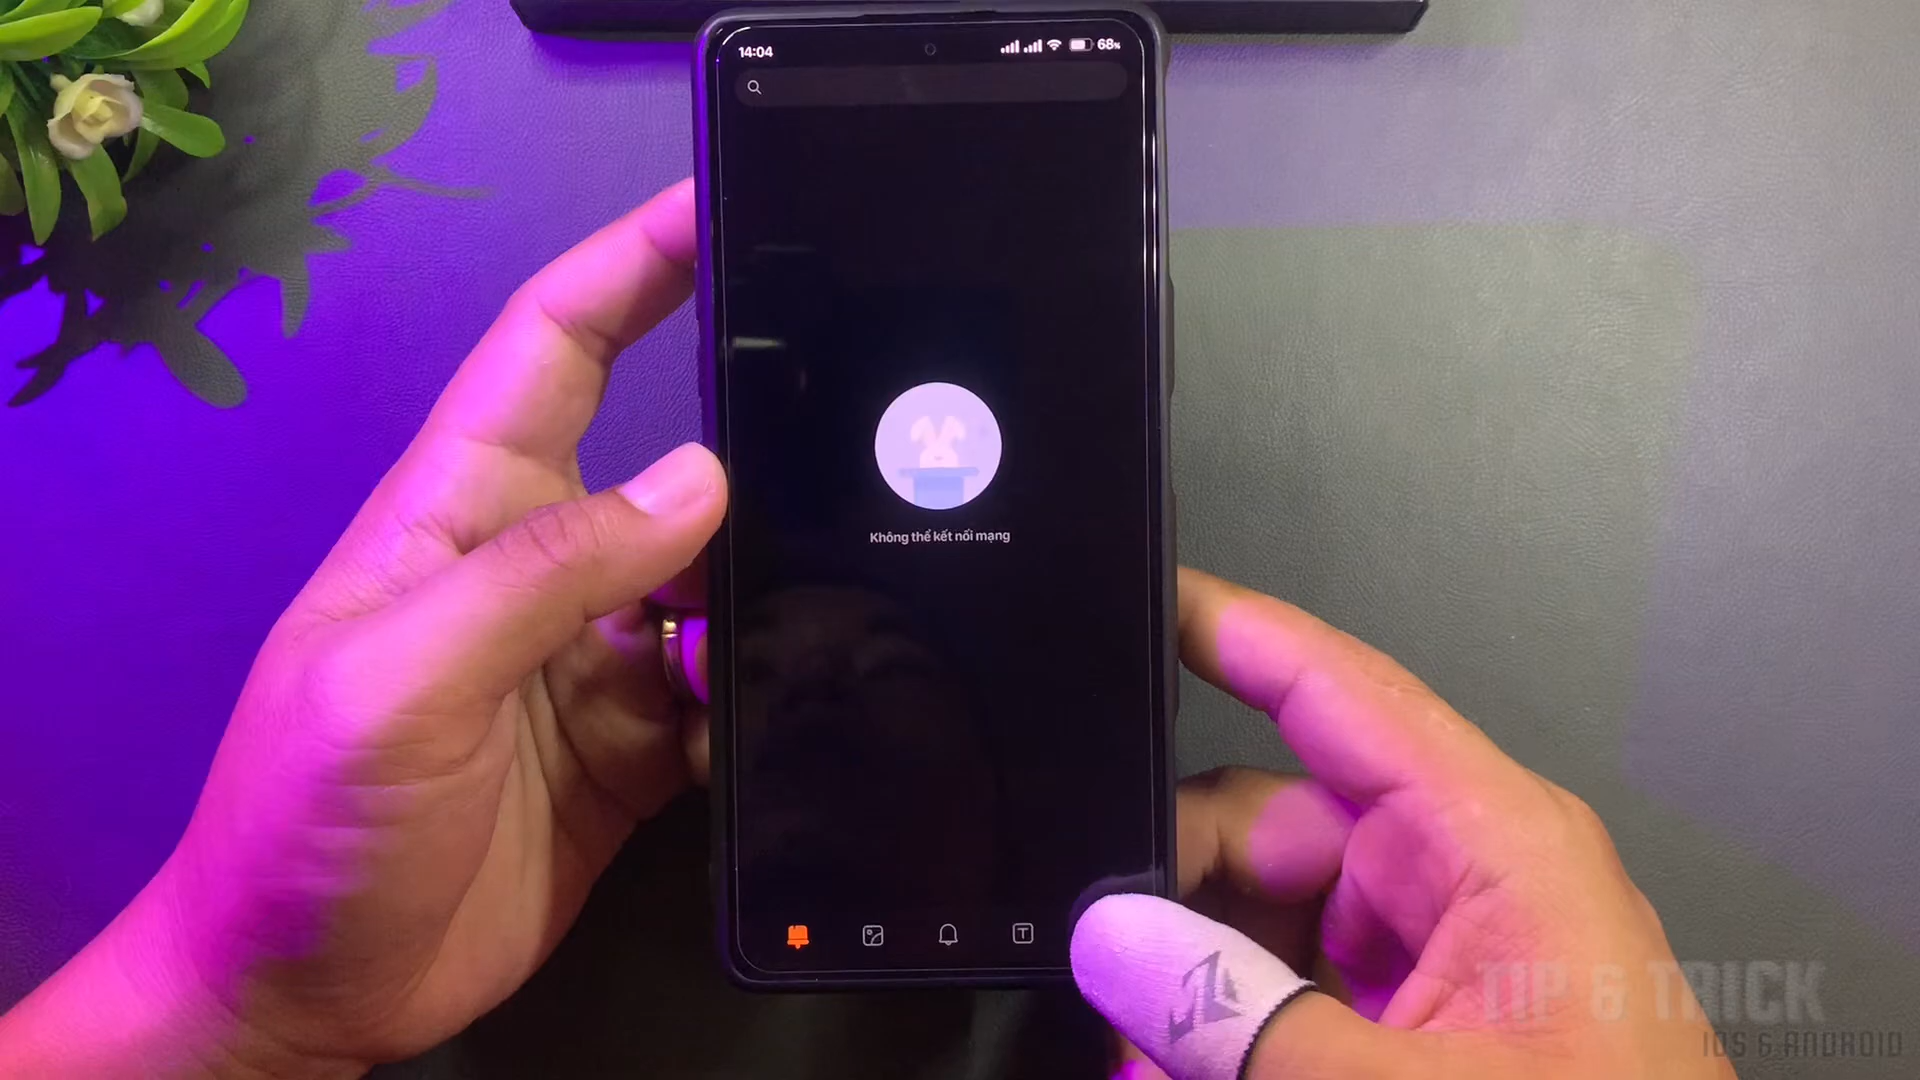 14:04
68%
Không thể kết nối mạng
T
TIP & TRICK
IOS & ANDROID